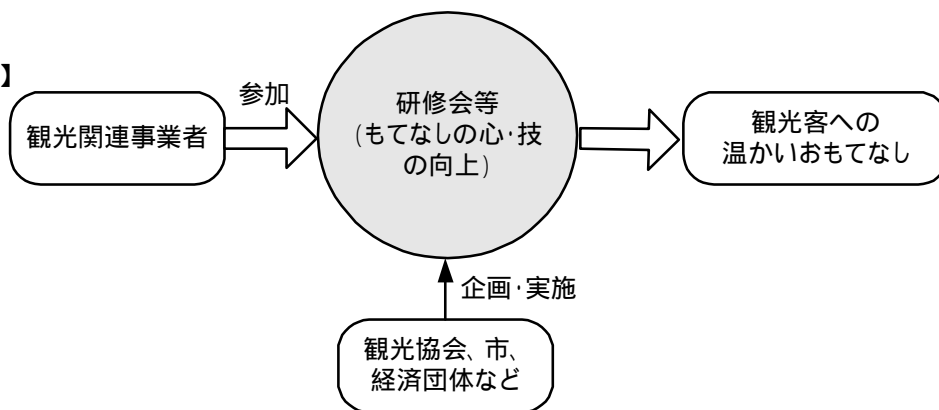 】
観光関連事業者
参加
研修会等
(もてなしの心・技
の向上)
観光客への
温かいおもてなし
企画・実施
観光協会、市、
経済団体など